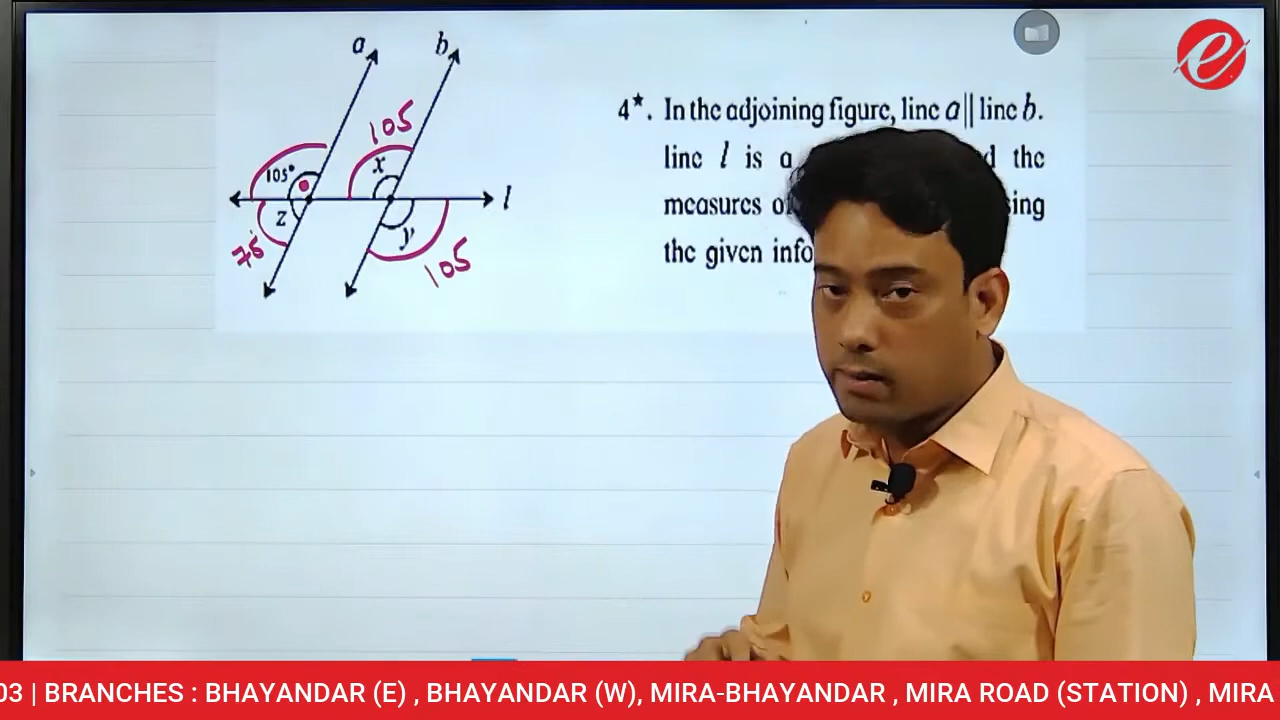 a
b
105
4*. In the adjoining figure, line a || line b.
105°
x
line l is a d the
l
z
y
measures of sing
75
105
the given info
e
03 | BRANCHES : BHAYANDAR (E) , BHAYANDAR (W), MIRA-BHAYANDAR , MIRA ROAD (STATION) , MIRA